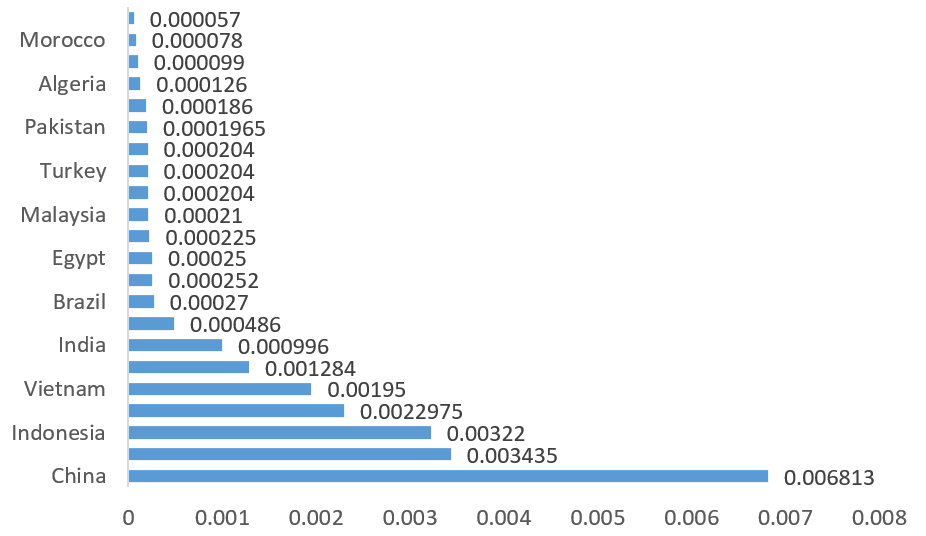 0.000057
Morocco 0.000078
0.000099
Algeria 0.000126
0.000186
Pakistan 0.0001965
0.000204
Turkey 0.000204
0.000204
Malaysia 0.00021
0.000225
Egypt 0.00025
0.000252
Brazil 0.00027
0.000486
India 0.000996
0.001284
Vietnam 0.00195
0.0022975
Indonesia 0.00322
0.003435
China 0.006813
0 0.001 0.002 0.003 0.004 0.005 0.006 0.007 0.008